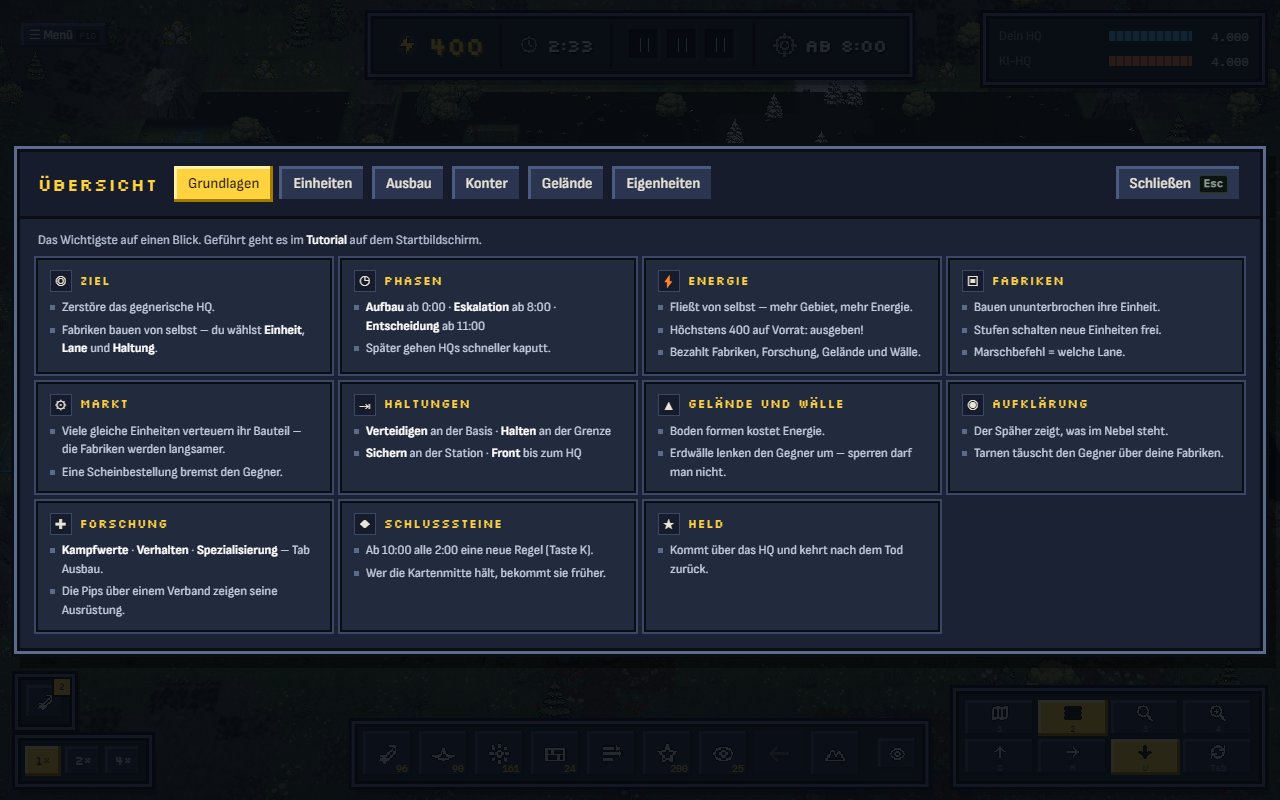 ☰ Menü F10
400
2:33
AB 8:00
Dein HQ 4.000
KI-HQ 4.000
ÜBERSICHT
Grundlagen
Einheiten
Ausbau
Konter
Gelände
Eigenheiten
Schließen Esc
Das Wichtigste auf einen Blick. Geführt geht es im Tutorial auf dem Startbildschirm.
ZIEL
Zerstöre das gegnerische HQ.
Fabriken bauen von selbst – du wählst Einheit,
Lane und Haltung.
PHASEN
Aufbau ab 0:00 · Eskalation ab 8:00 ·
Entscheidung ab 11:00
Später gehen HQs schneller kaputt.
ENERGIE
Fließt von selbst – mehr Gebiet, mehr Energie.
Höchstens 400 auf Vorrat: ausgeben!
Bezahlt Fabriken, Forschung, Gelände und Wälle.
FABRIKEN
Bauen ununterbrochen ihre Einheit.
Stufen schalten neue Einheiten frei.
Marschbefehl = welche Lane.
MARKT
Viele gleiche Einheiten verteuern ihr Bauteil –
die Fabriken werden langsamer.
Eine Scheinbestellung bremst den Gegner.
HALTUNGEN
Verteidigen an der Basis · Halten an der Grenze
Sichern an der Station · Front bis zum HQ
GELÄNDE UND WÄLLE
Boden formen kostet Energie.
Erdwälle lenken den Gegner um – sperren darf
man nicht.
AUFKLÄRUNG
Der Späher zeigt, was im Nebel steht.
Tarnen täuscht den Gegner über deine Fabriken.
FORSCHUNG
Kampfwerte · Verhalten · Spezialisierung – Tab
Ausbau.
Die Pips über einem Verband zeigen seine
Ausrüstung.
SCHLUSSSTEINE
Ab 10:00 alle 2:00 eine neue Regel (Taste K).
Wer die Kartenmitte hält, bekommt sie früher.
HELD
Kommt über das HQ und kehrt nach dem Tod
zurück.
2
1× 2× 4×
96 90 161 24 200 25
1 2 3 4
Tab